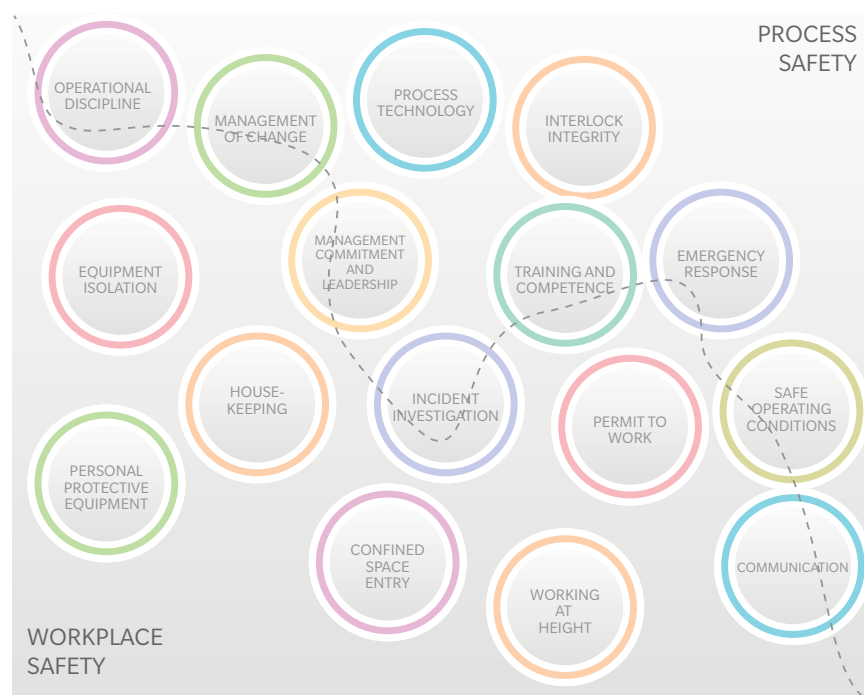 PROCESS
SAFETY
OPERATIONAL
DISCIPLINE
MANAGEMENT
OF CHANGE
PROCESS
TECHNOLOGY
INTERLOCK
INTEGRITY
EQUIPMENT
ISOLATION
MANAGEMENT
COMMITMENT
AND
LEADERSHIP
TRAINING AND
COMPETENCE
EMERGENCY
RESPONSE
HOUSE-
KEEPING
INCIDENT
INVESTIGATION
PERMIT TO
WORK
SAFE
OPERATING
CONDITIONS
PERSONAL
PROTECTIVE
EQUIPMENT
CONFINED
SPACE
ENTRY
WORKING
AT
HEIGHT
COMMUNICATION
WORKPLACE
SAFETY